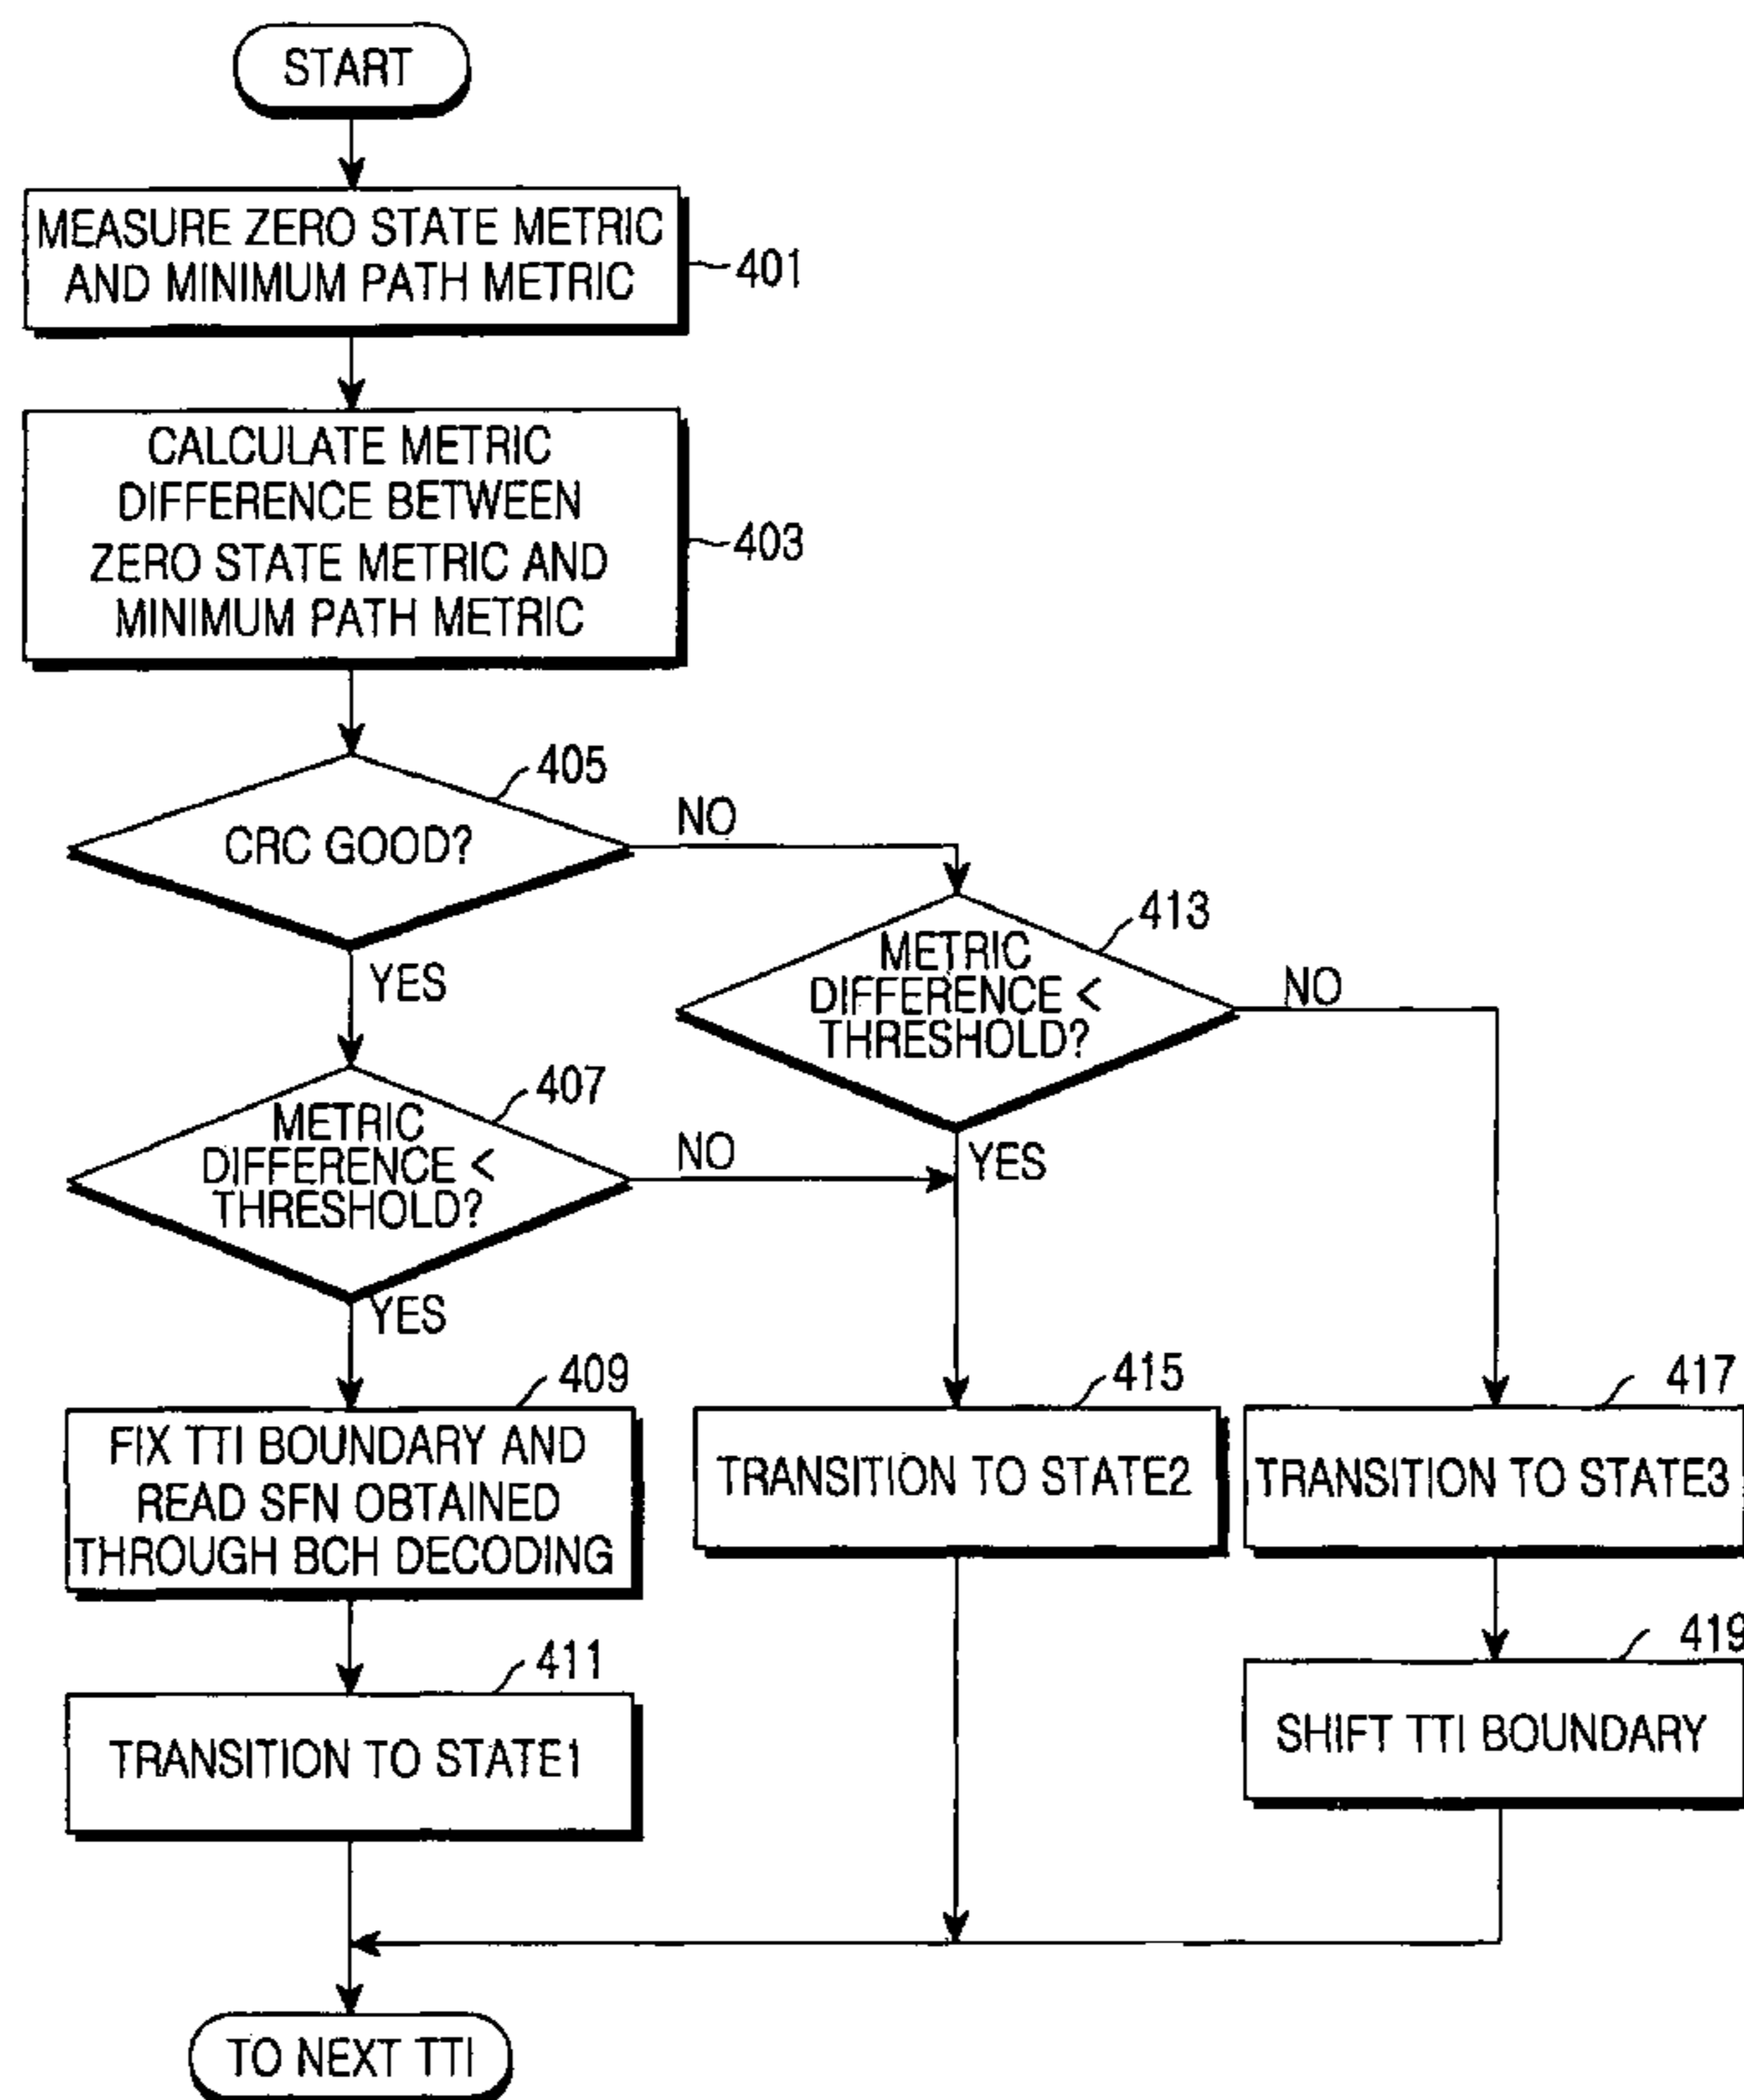 START
MEASURE ZERO STATE METRIC
AND MINIMUM PATH METRIC
401
CALCULATE METRIC
DIFFERENCE BETWEEN
ZERO STATE METRIC AND
MINIMUM PATH METRIC
403
405
CRC GOOD?
NO
YES
413
METRIC
DIFFERENCE <
THRESHOLD?
NO
YES
407
METRIC
DIFFERENCE <
THRESHOLD?
NO
YES
409
FIX TTI BOUNDARY AND
READ SFN OBTAINED
THROUGH BCH DECODING
415
TRANSITION TO STATE2
417
TRANSITION TO STATE3
411
TRANSITION TO STATE1
419
SHIFT TTI BOUNDARY
TO NEXT TTI